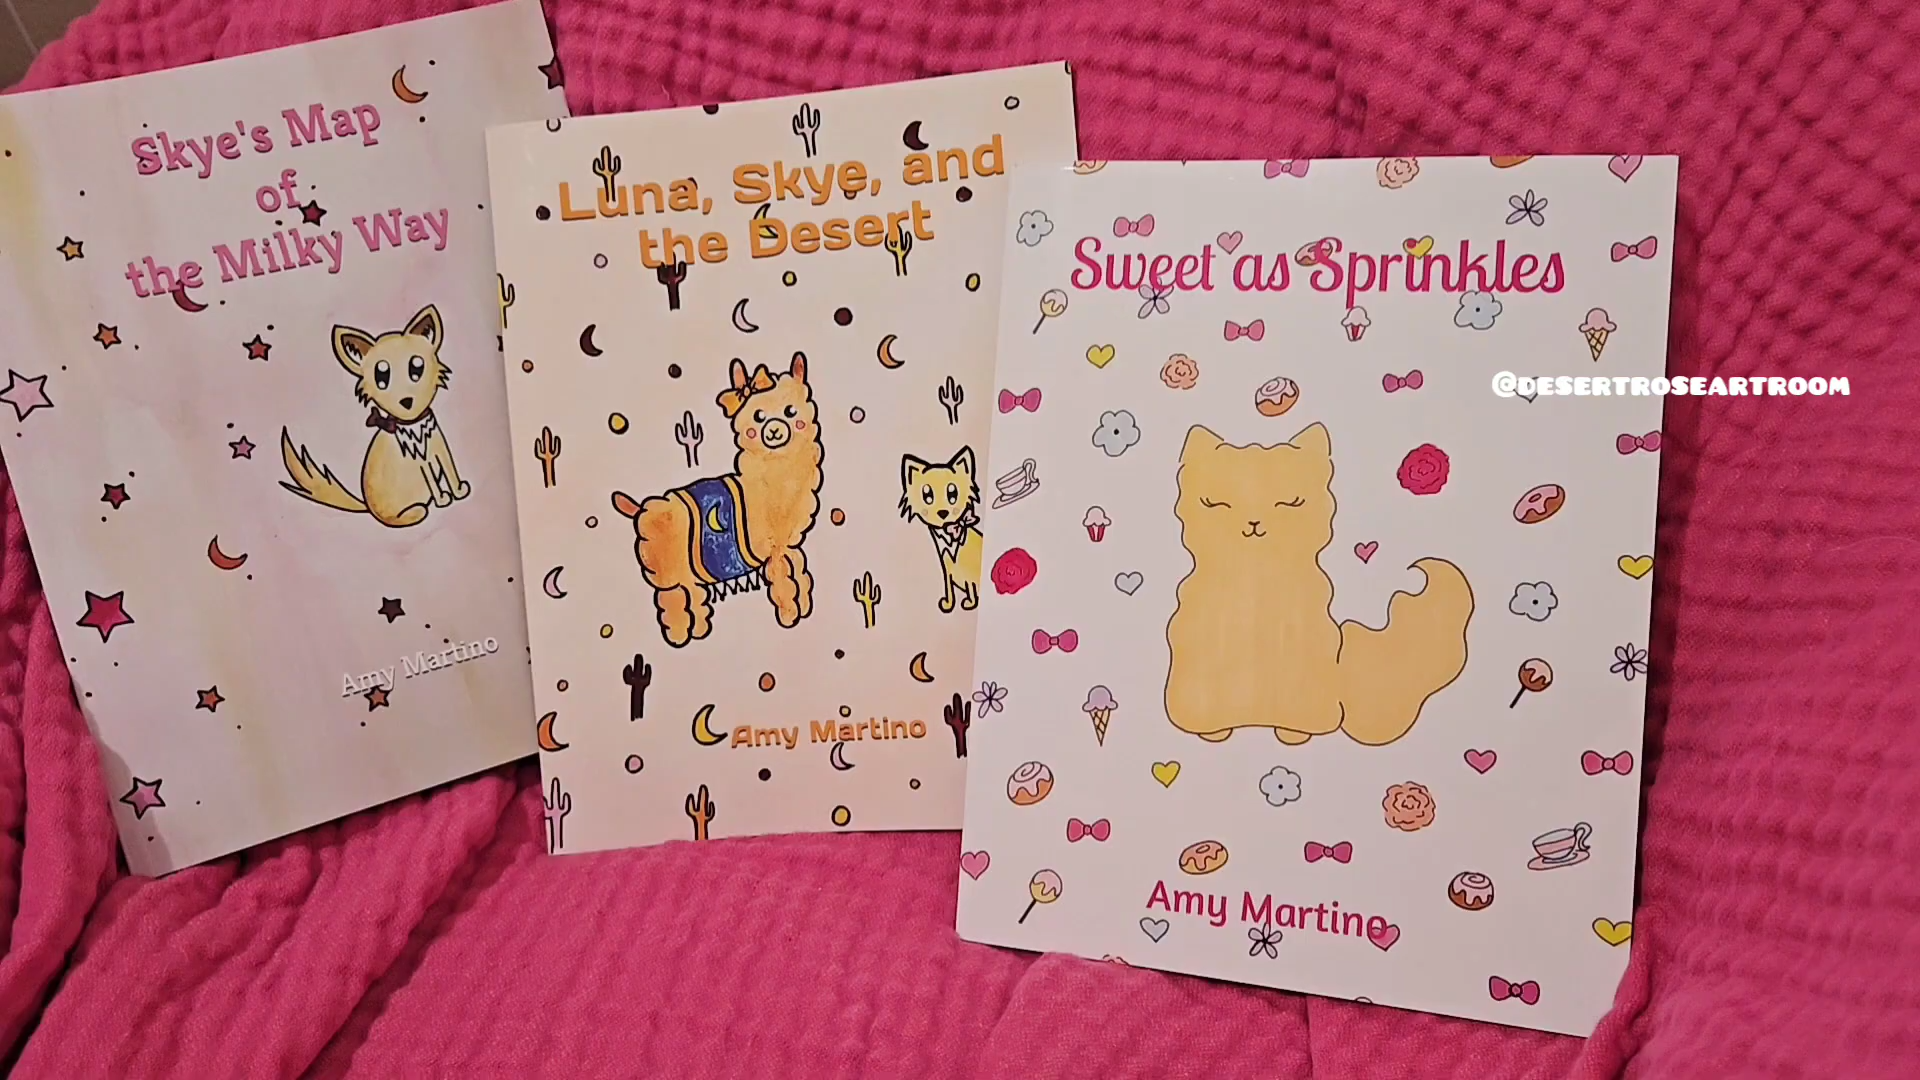 Skye's Map
of
the Milky Way
Amy Martino
Luna, Skye, and
the Desert
Amy Martino
Sweet as Sprinkles
Amy Martino
@DESERTROSEARTROOM